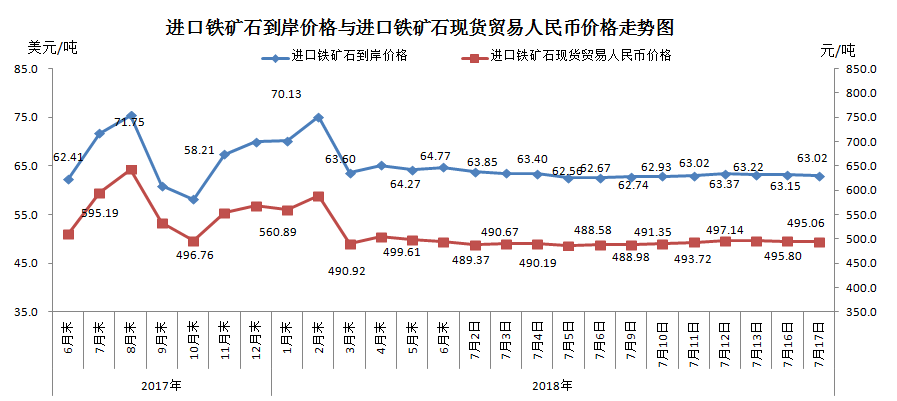 进口铁矿石到岸价格与进口铁矿石现货贸易人民币价格走势图
美元/吨
元/吨
进口铁矿石到岸价格
进口铁矿石现货贸易人民币价格
85.0
75.0
65.0
55.0
45.0
35.0
850.0
800.0
750.0
700.0
650.0
600.0
550.0
500.0
450.0
400.0
350.0
62.41
71.75
58.21
70.13
63.60
64.27
64.77
63.85
63.40
62.56
62.67
62.74
62.93
63.02
63.37
63.22
63.15
63.02
595.19
496.76
560.89
490.92
499.61
489.37
490.67
490.19
488.58
488.98
491.35
493.72
497.14
495.80
495.06
6月末
7月末
8月末
9月末
10月末
11月末
12月末
1月末
2月末
3月末
4月末
5月末
6月末
7月2日
7月3日
7月4日
7月5日
7月6日
7月9日
7月10日
7月11日
7月12日
7月13日
7月16日
7月17日
2017年
2018年